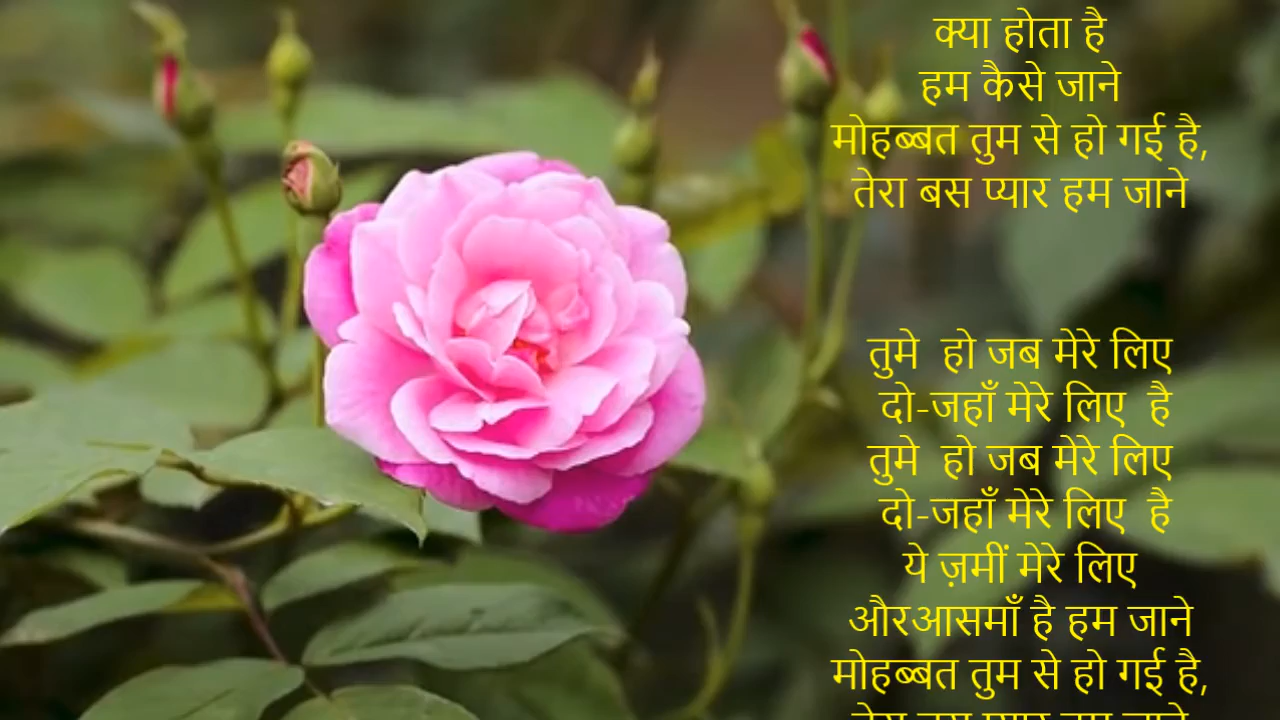 क्या होता है
हम कैसे जाने
मोहब्बत तुम से हो गई है,
तेरा बस प्यार हम जाने
तुमे  हो जब मेरे लिए
दो-जहाँ मेरे लिए  है
तुमे  हो जब मेरे लिए
दो-जहाँ मेरे लिए  है
ये ज़मीं मेरे लिए
औरआसमाँ है हम जाने
मोहब्बत तुम से हो गई है,